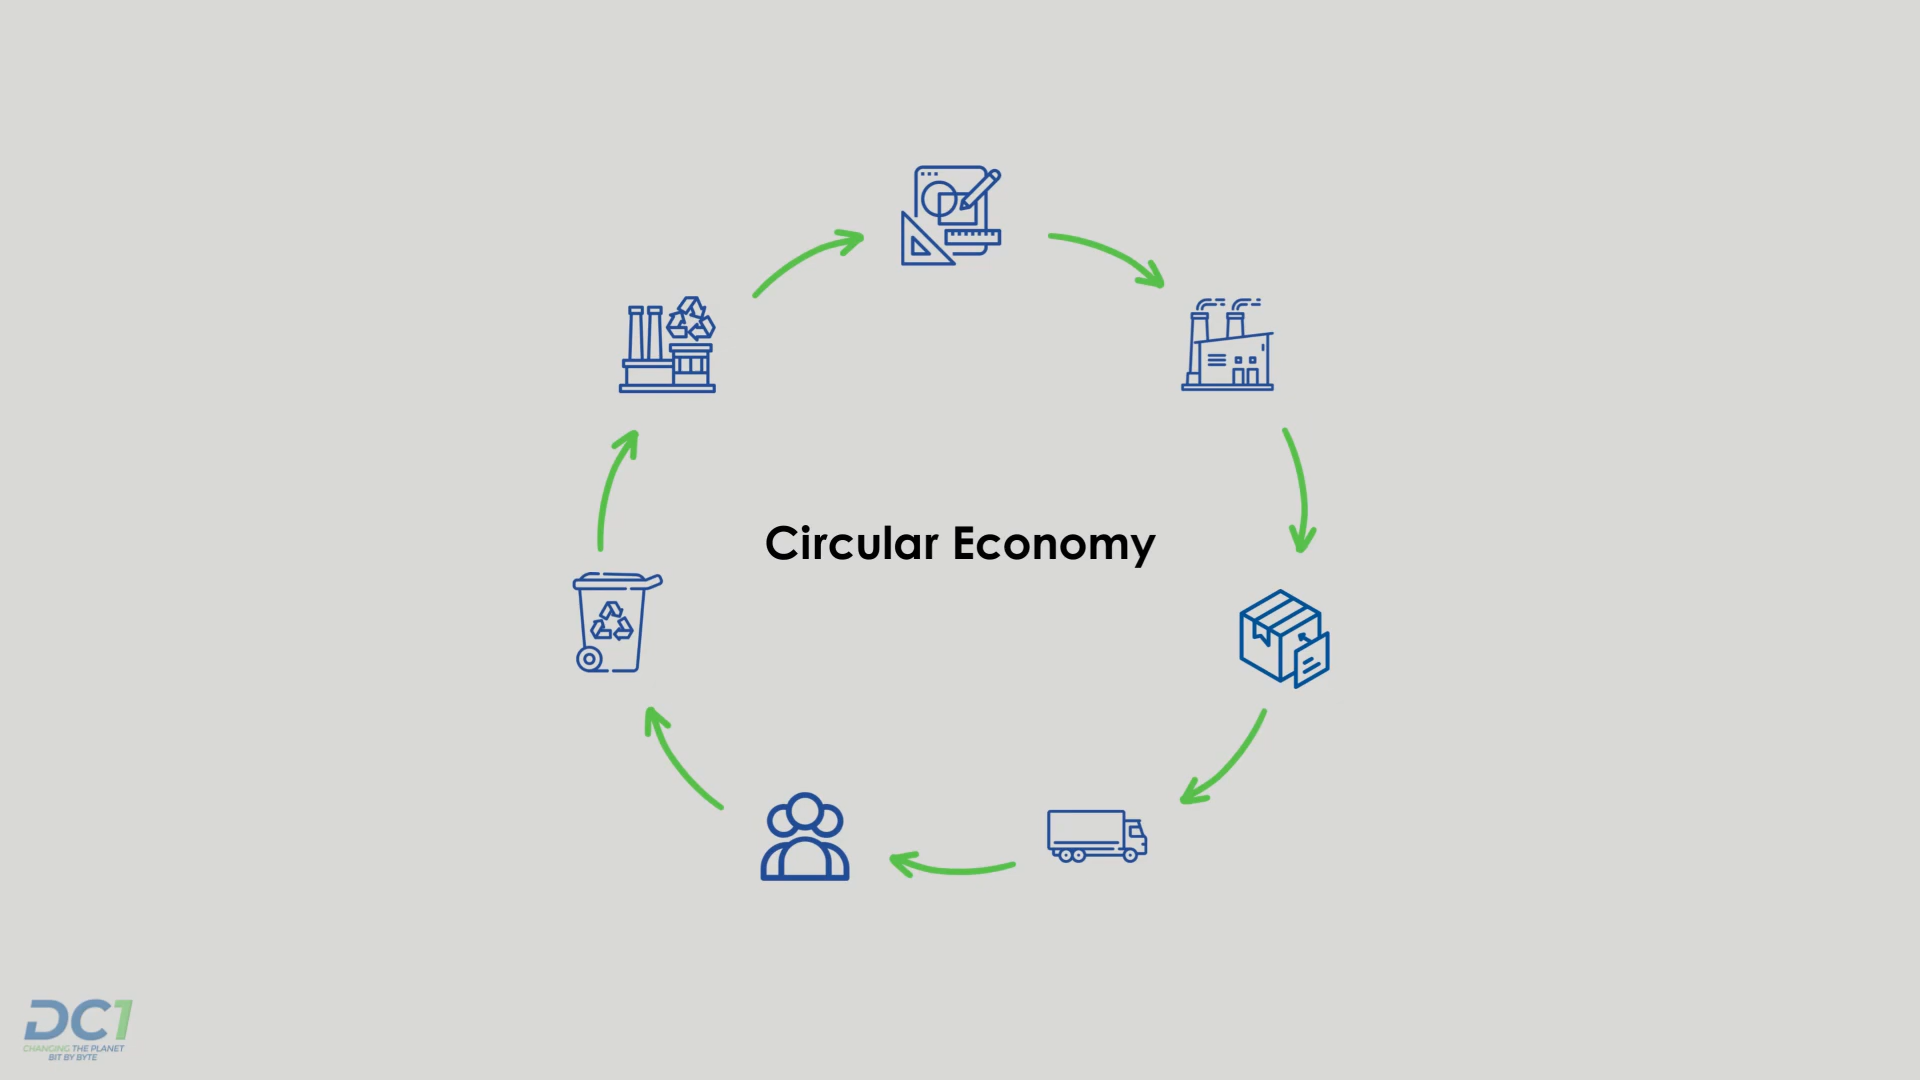 Circular Economy
DC1
CHANGING THE PLANET
BIT BY BYTE